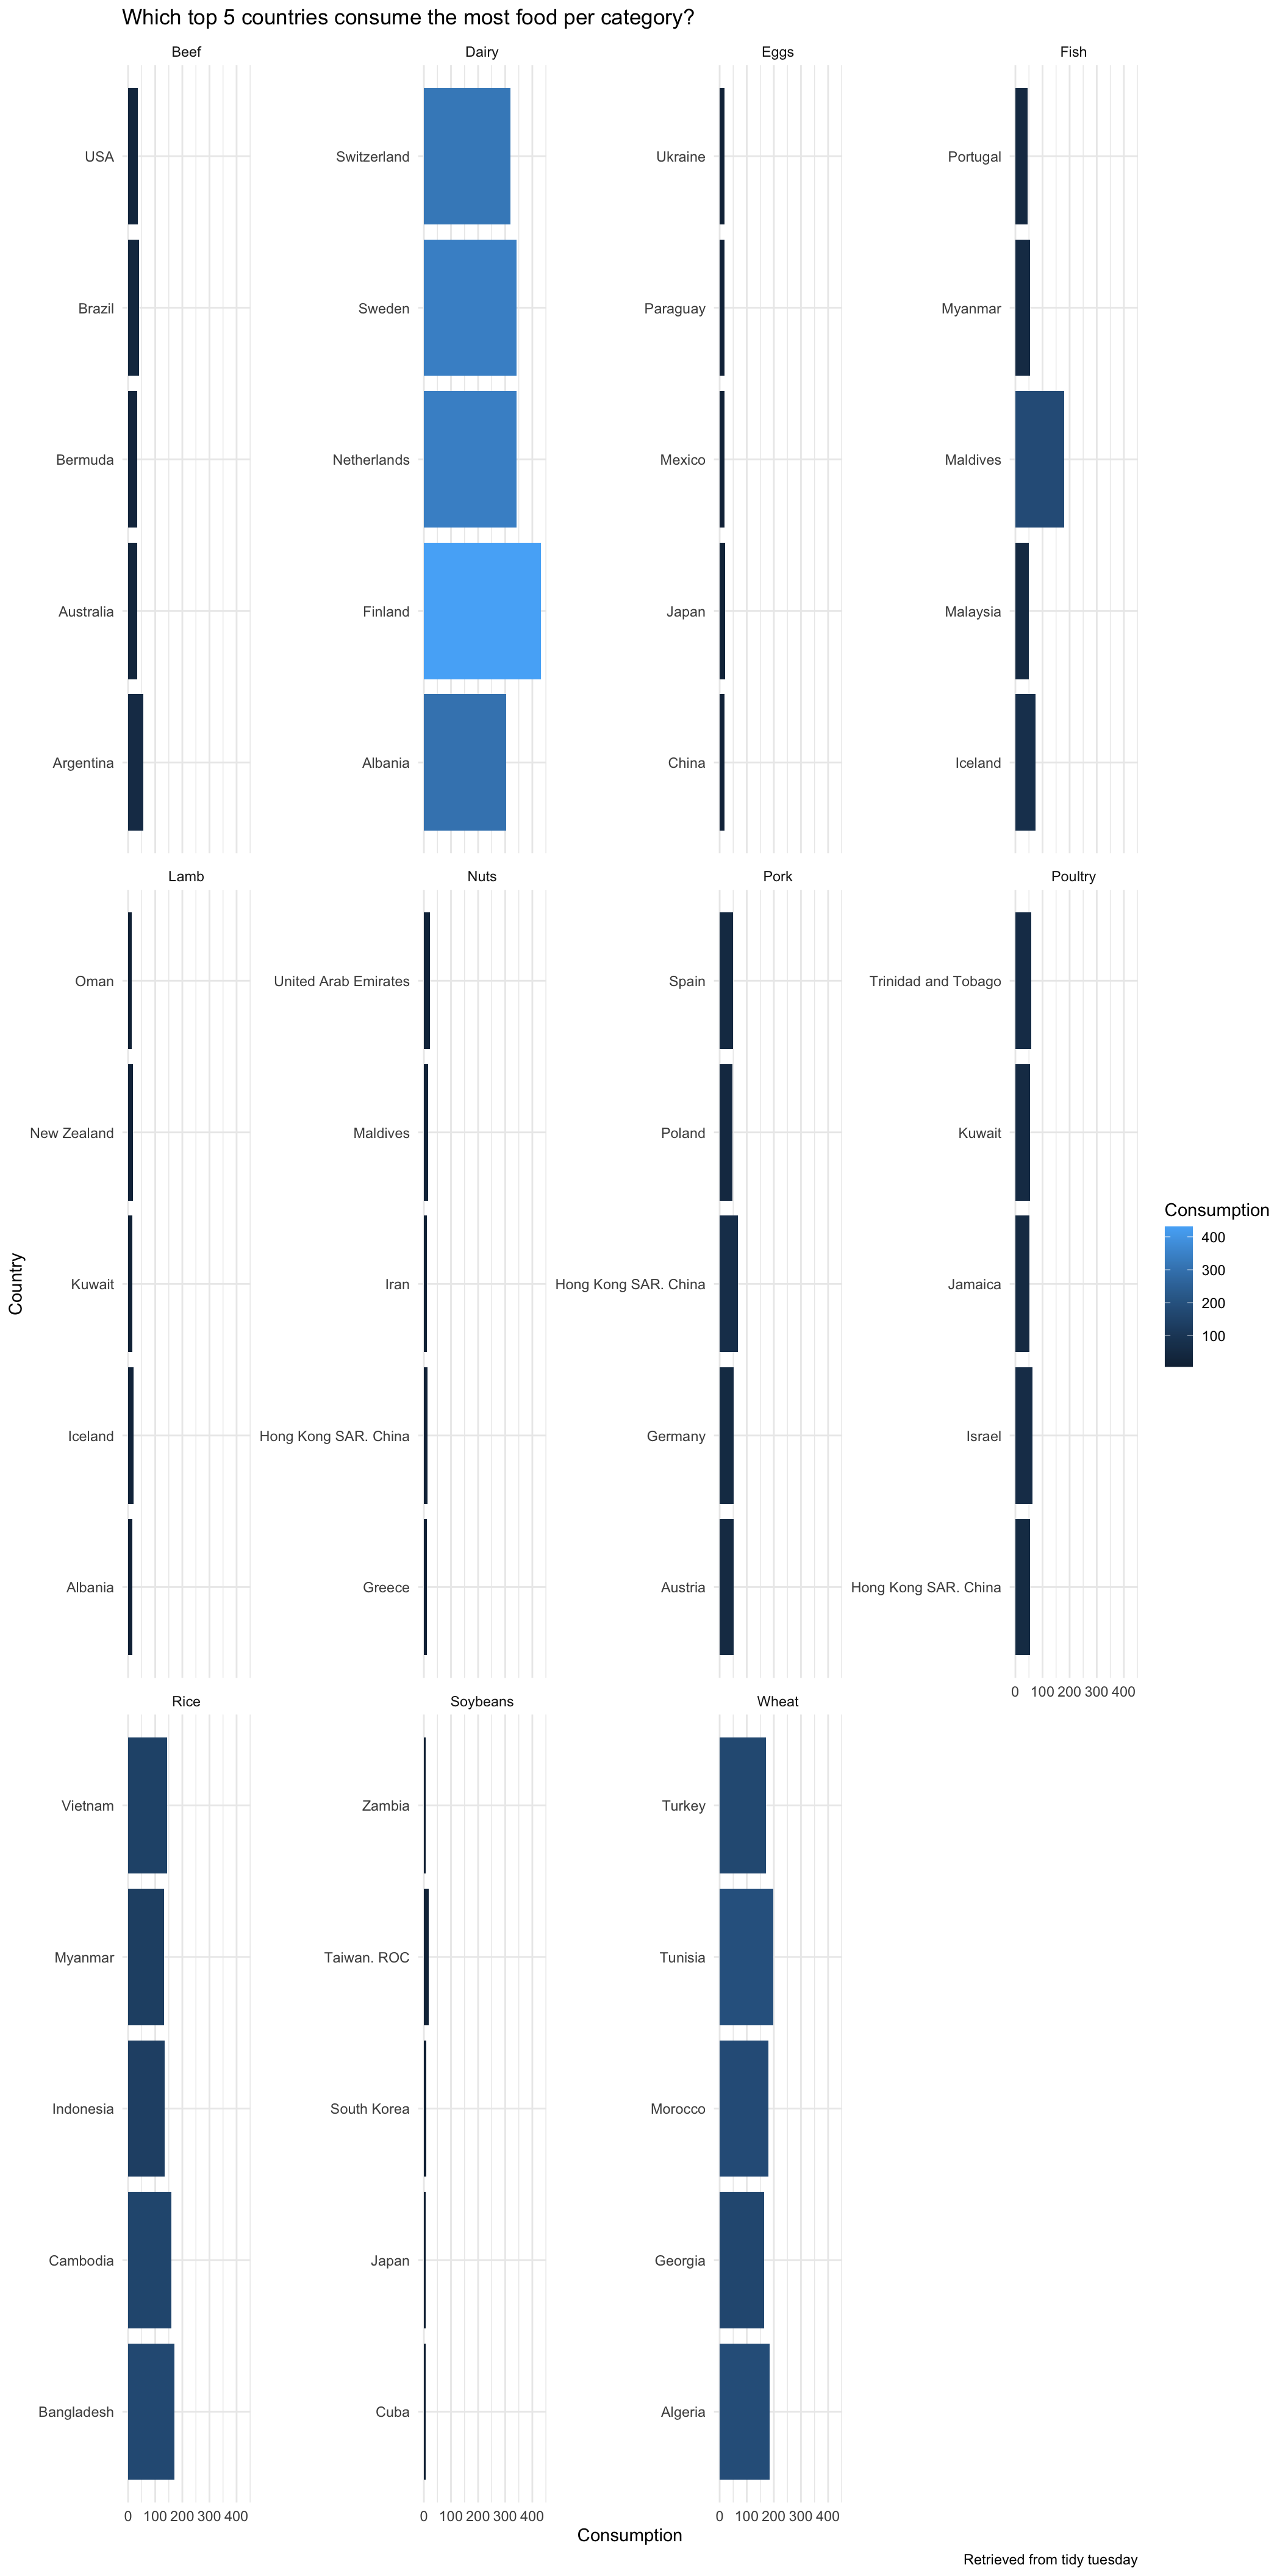 Which top 5 countries consume the most food per category?
Beef
Dairy
Eggs
Fish
USA
Brazil
Bermuda
Australia
Argentina
Switzerland
Sweden
Netherlands
Finland
Albania
Ukraine
Paraguay
Mexico
Japan
China
Portugal
Myanmar
Maldives
Malaysia
Iceland
Lamb
Nuts
Pork
Poultry
Oman
New Zealand
Kuwait
Iceland
Albania
United Arab Emirates
Maldives
Iran
Hong Kong SAR. China
Greece
Spain
Poland
Hong Kong SAR. China
Germany
Austria
Trinidad and Tobago
Kuwait
Jamaica
Israel
Hong Kong SAR. China
0 100 200 300 400
Rice
Soybeans
Wheat
Vietnam
Myanmar
Indonesia
Cambodia
Bangladesh
0 100 200 300 400
Zambia
Taiwan. ROC
South Korea
Japan
Cuba
0 100 200 300 400
Turkey
Tunisia
Morocco
Georgia
Algeria
0 100 200 300 400
Country
Consumption
Consumption
400
300
200
100
Retrieved from tidy tuesday